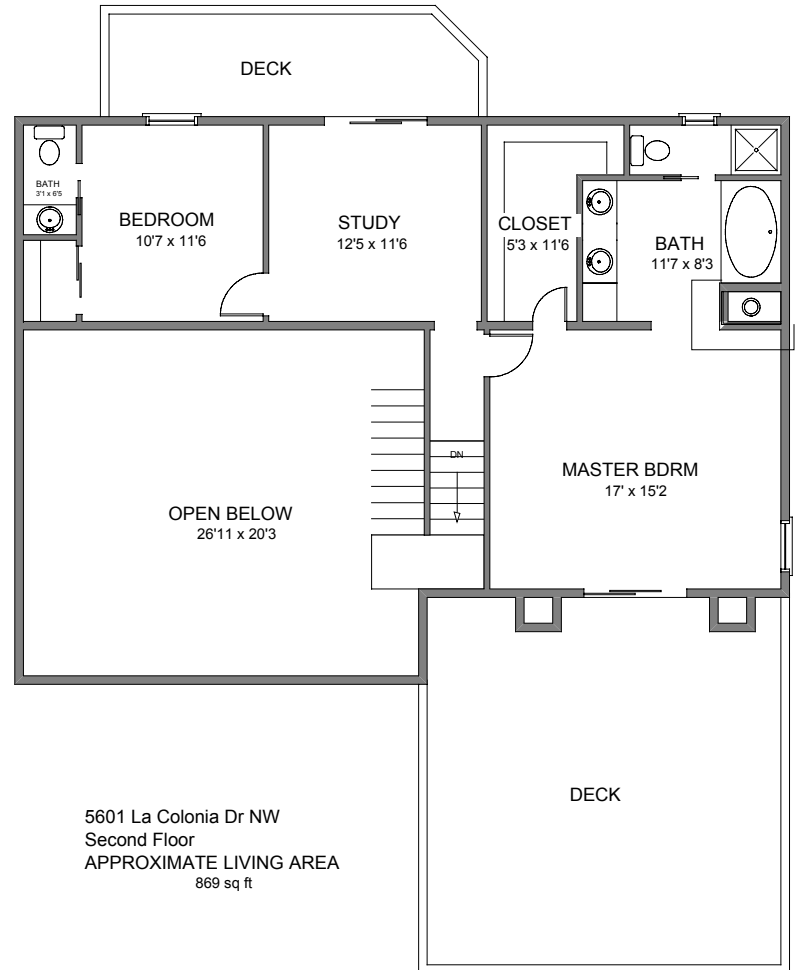 DECK
BATH
3'1 x 6'5
BEDROOM
10'7 x 11'6
STUDY
12'5 x 11'6
CLOSET
5'3 x 11'6
BATH
11'7 x 8'3
DN
MASTER BDRM
17' x 15'2
OPEN BELOW
26'11 x 20'3
DECK
5601 La Colonia Dr NW
Second Floor
APPROXIMATE LIVING AREA
869 sq ft